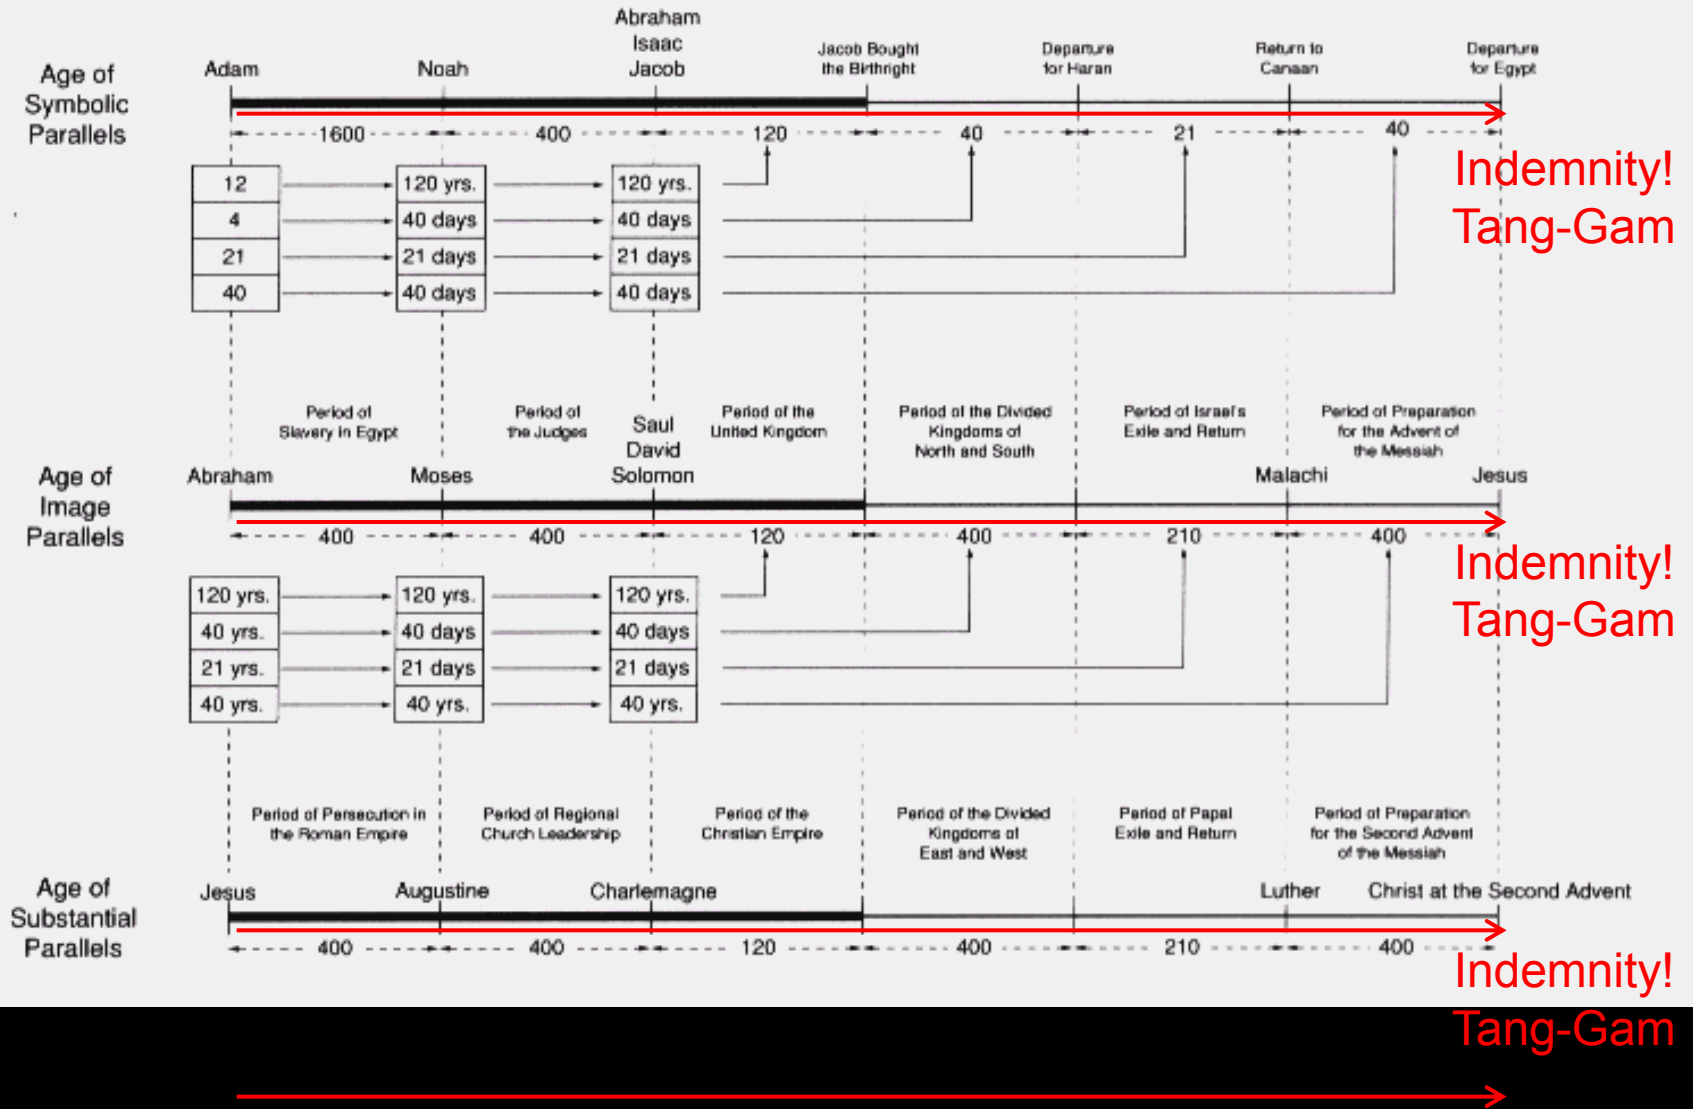 Abraham
Isaac
Jacob
Adam
Noah
Jacob Bought
the Birthright
Departure
for Haran
Return to
Canaan
Departure
for Egypt
Age of
Symbolic
Parallels
1600 400 120 40 21 40
Indemnity!
Tang-Gam
12 120 yrs. 120 yrs.
4 40 days 40 days
21 21 days 21 days
40 40 days 40 days
Period of
Slavery in Egypt
Period of
the Judges
Saul
David
Solomon
Period of the
United Kingdom
Period of the Divided
Kingdoms of
North and South
Period of Israel's
Exile and Return
Period of Preparation
for the Advent of
the Messiah
Age of
Image
Parallels
Abraham
Moses
Malachi
Jesus
400 400 120 400 210 400
Indemnity!
Tang-Gam
120 yrs. 120 yrs. 120 yrs.
40 yrs. 40 days 40 days
21 yrs. 21 days 21 days
40 yrs. 40 yrs. 40 yrs.
Period of Persecution in
the Roman Empire
Period of Regional
Church Leadership
Period of the
Christian Empire
Period of the Divided
Kingdoms of
East and West
Period of Papal
Exile and Return
Period of Preparation
for the Second Advent
of the Messiah
Age of
Substantial
Parallels
Jesus
Augustine
Charlemagne
Luther
Christ at the Second Advent
400 400 120 400 210 400
Indemnity!
Tang-Gam